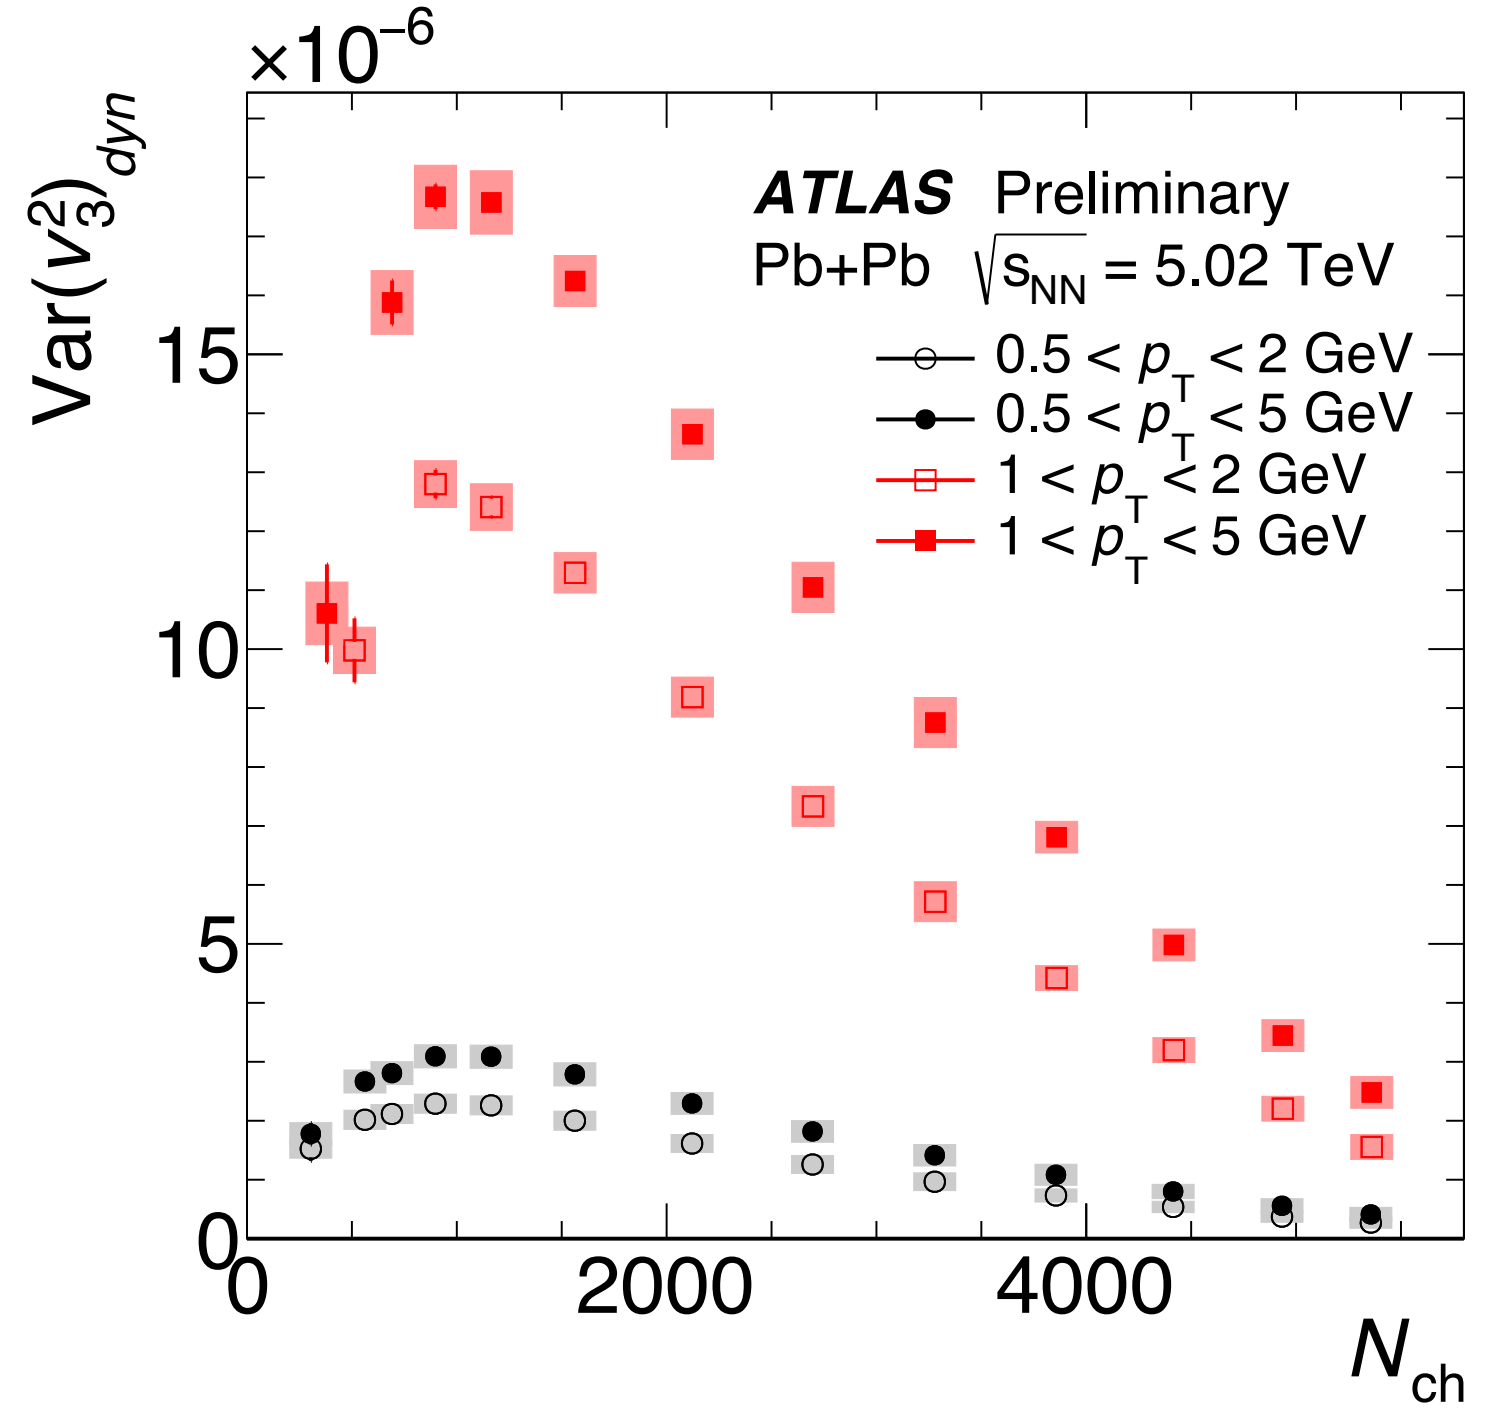 ×10⁻⁶
Var(v₃²)dyn
ATLAS Preliminary
Pb+Pb √sNN = 5.02 TeV
0.5 < pT < 2 GeV
0.5 < pT < 5 GeV
1 < pT < 2 GeV
1 < pT < 5 GeV
15
10
5
0
0 2000 4000
Nch